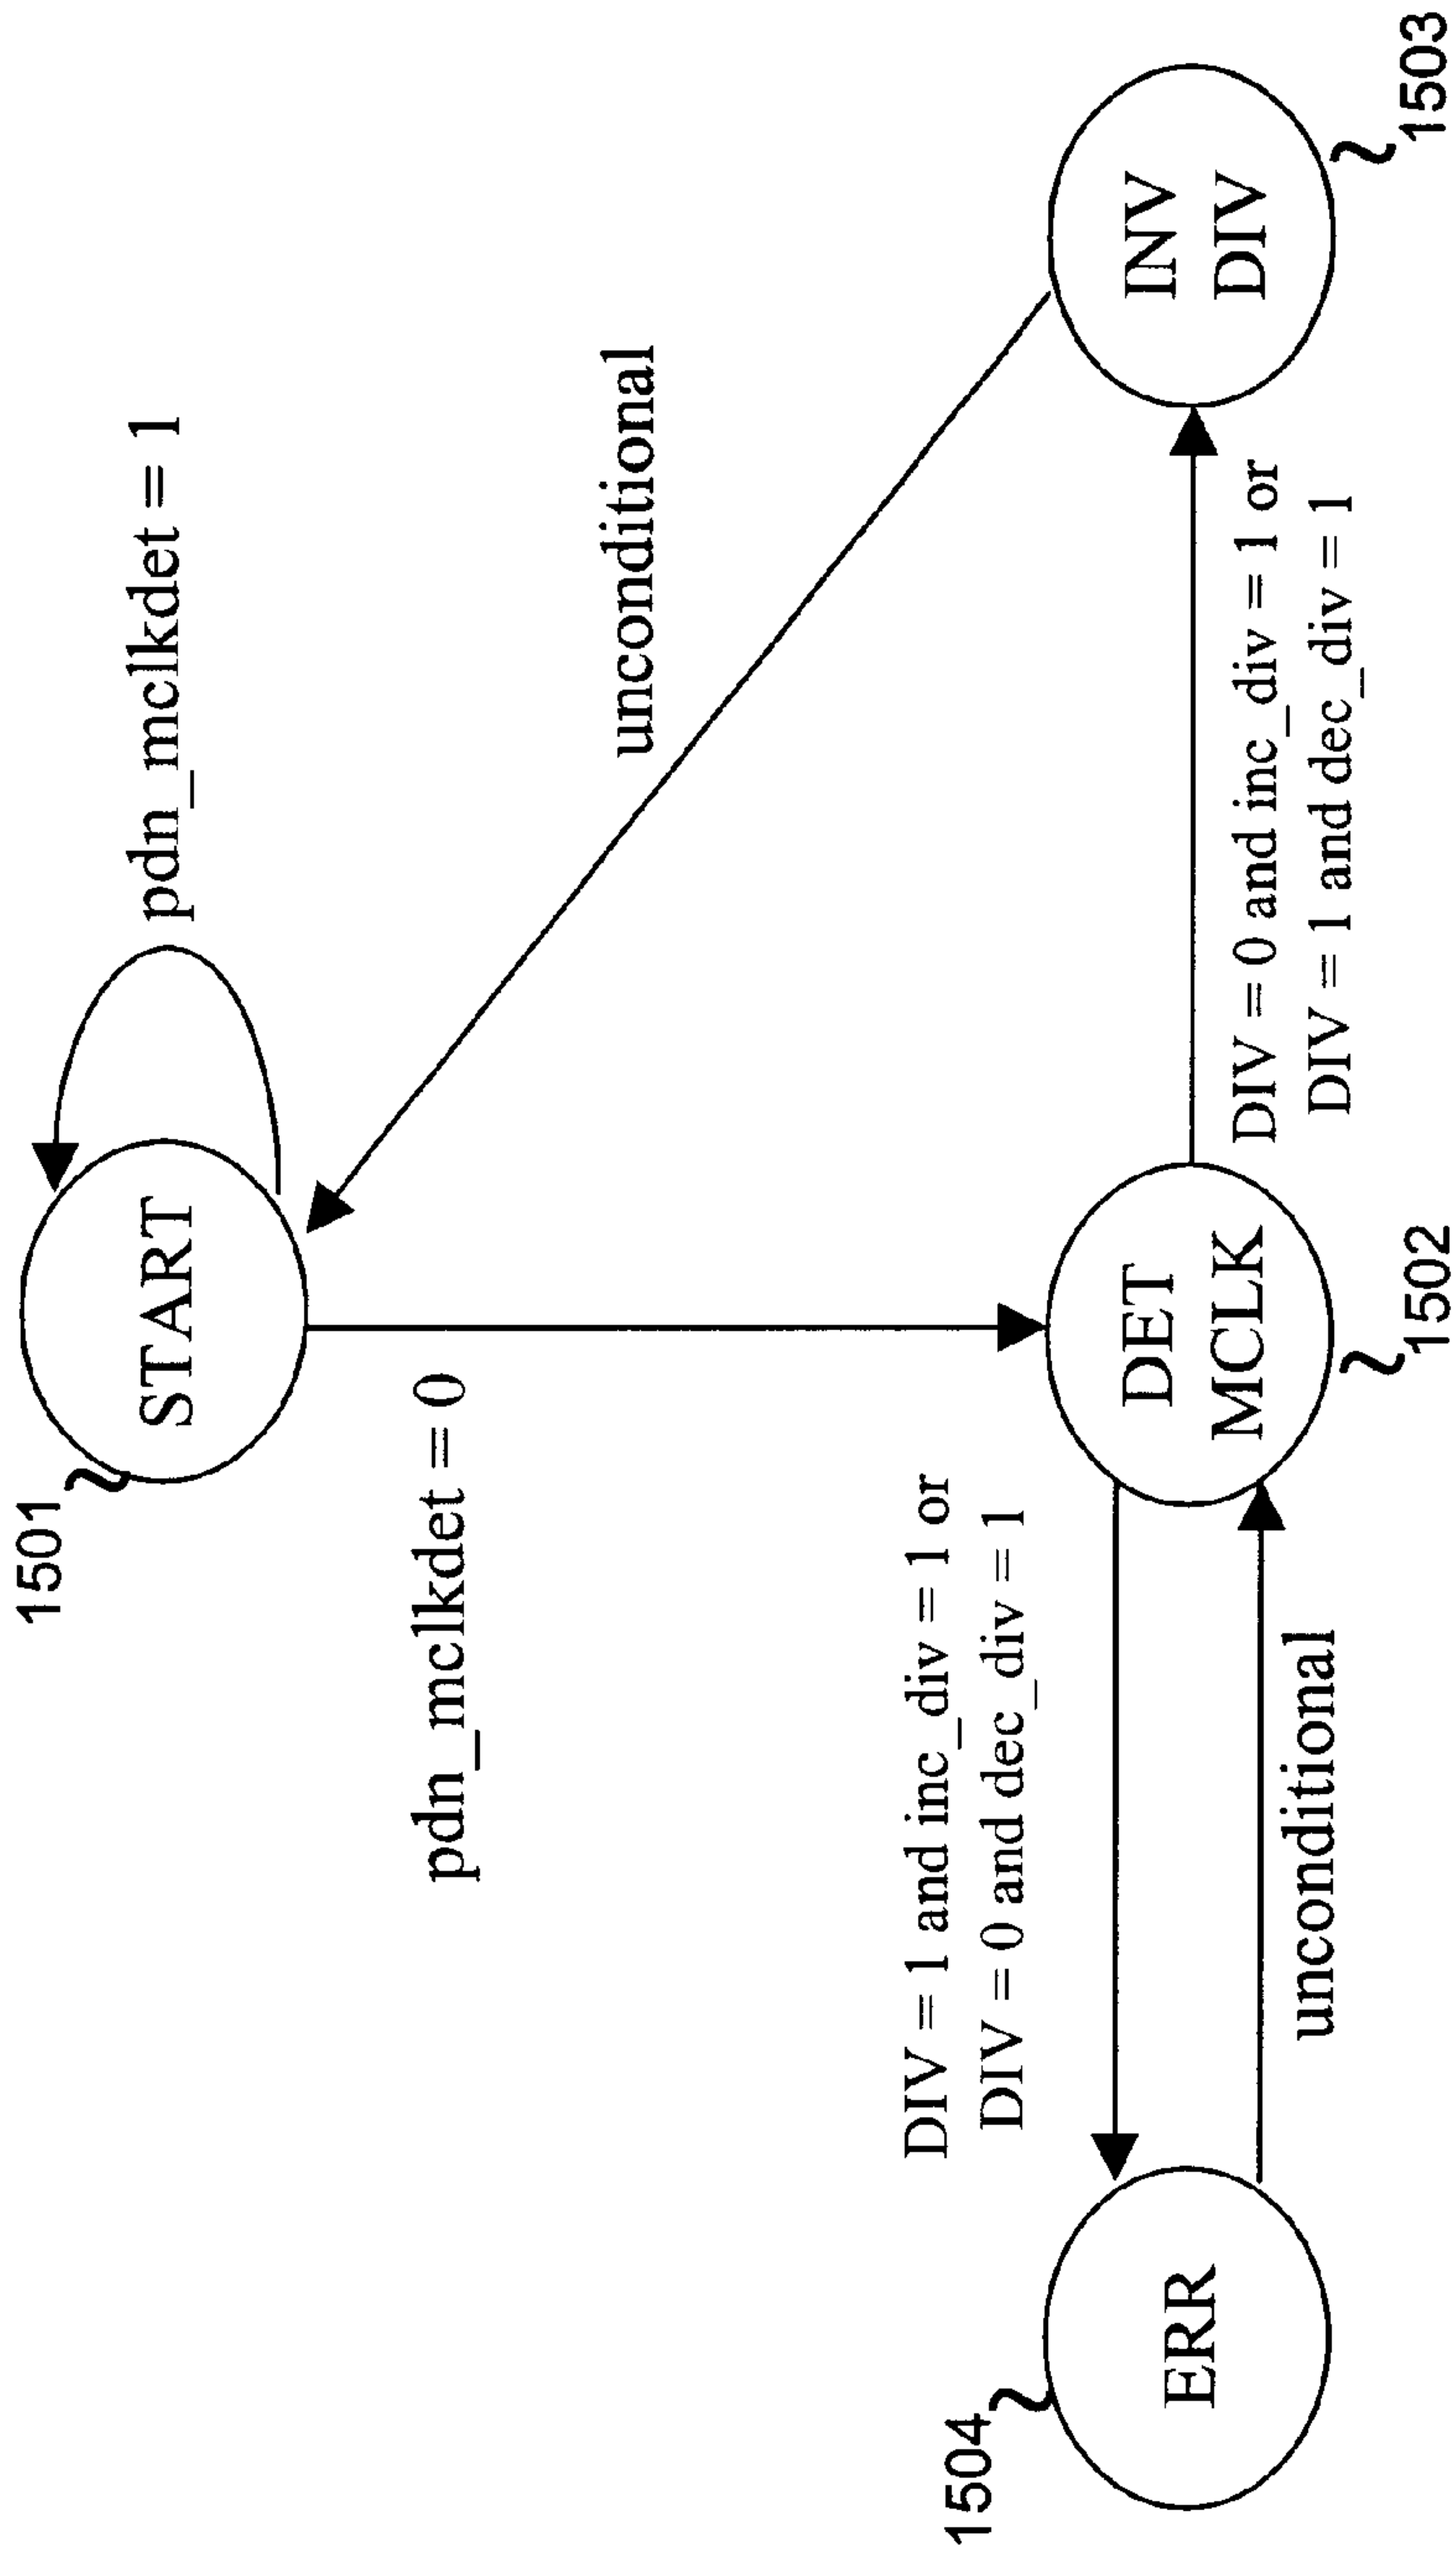 1501
START
pdn_mclkdet = 1
pdn_mclkdet = 0
unconditional
DIV = 1 and inc_div = 1 or
DIV = 0 and dec_div = 1
1504
ERR
unconditional
DET
MCLK
1502
DIV = 0 and inc_div = 1 or
DIV = 1 and dec_div = 1
INV
DIV
1503